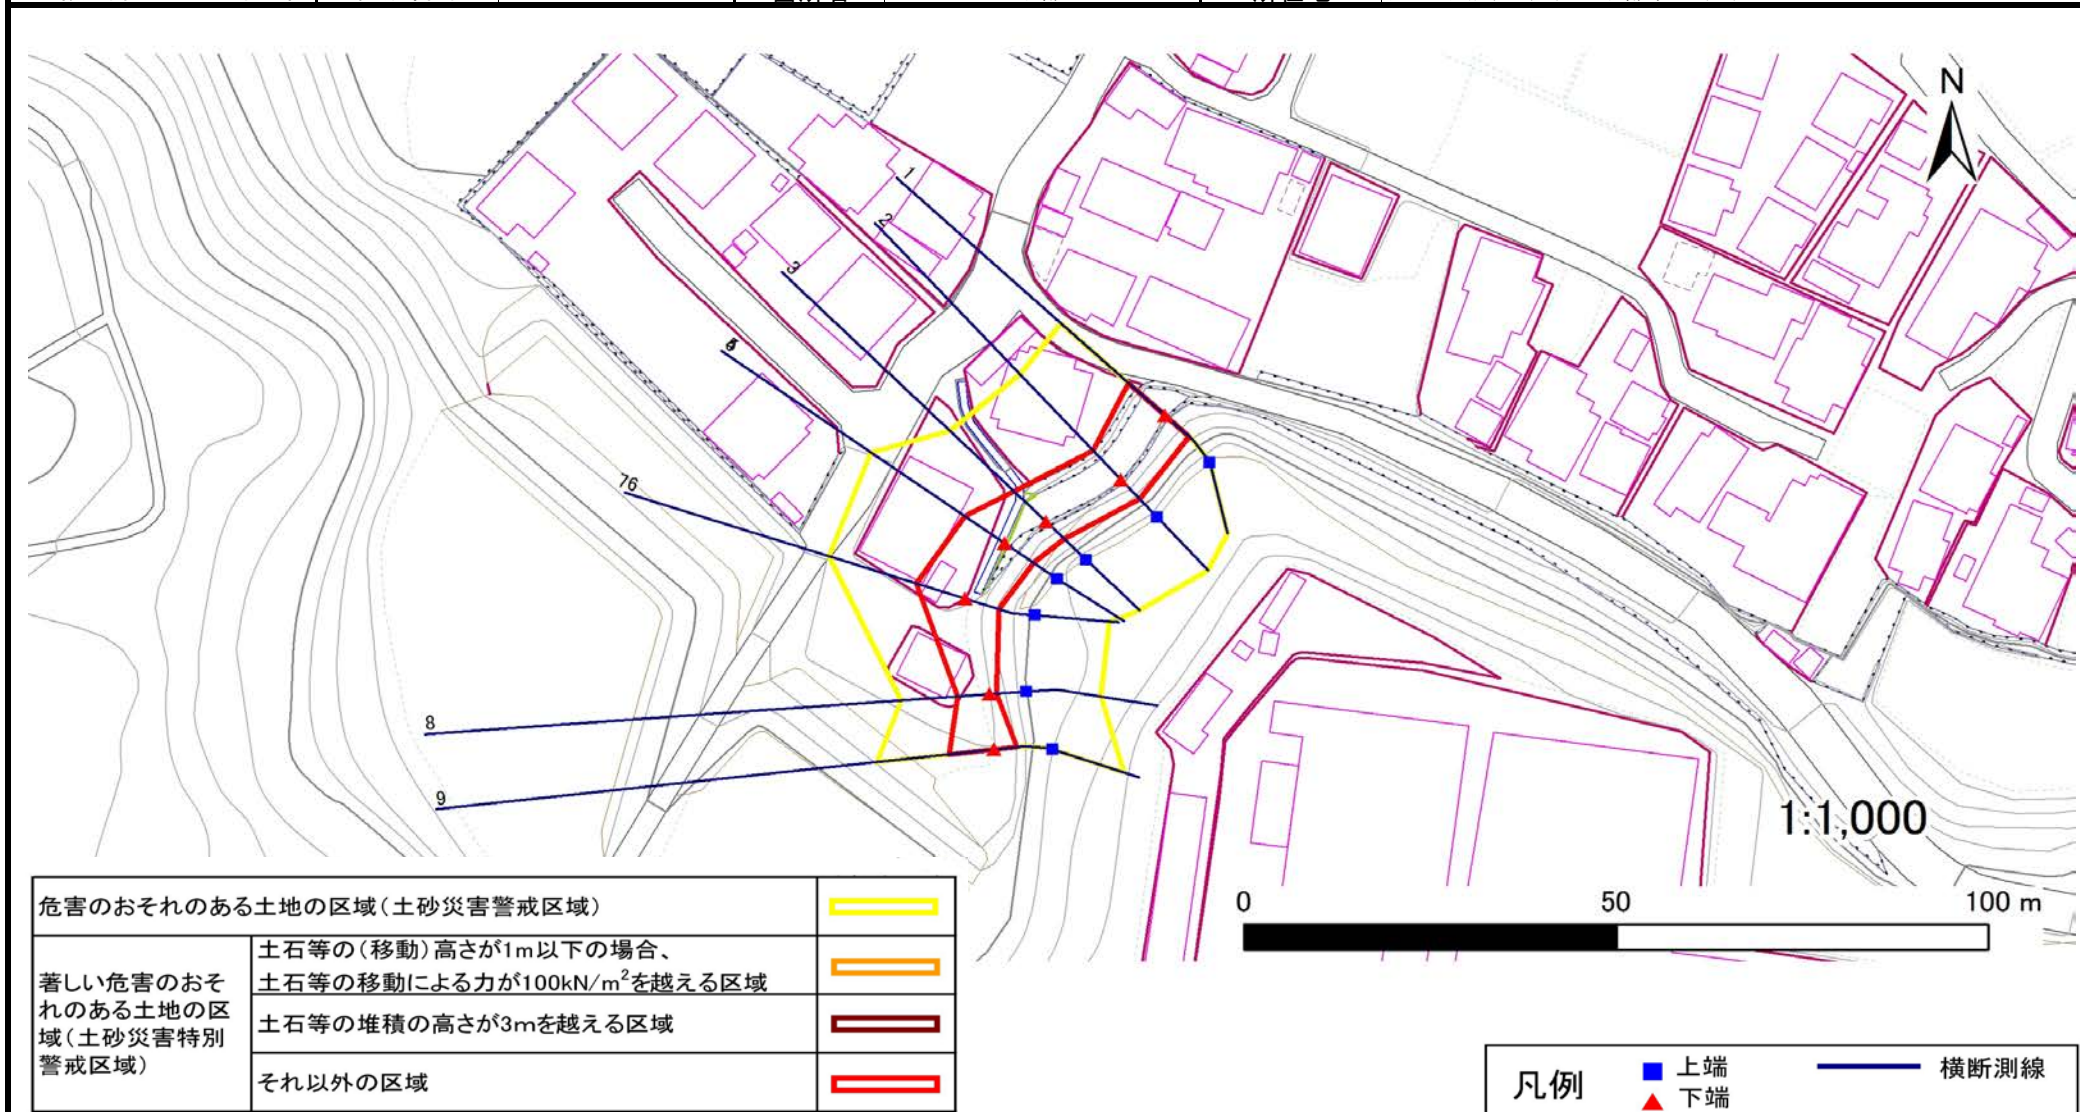 N
1
2
3
76
8
9
1:1,000
0 50 100 m
危害のおそれのある土地の区域(土砂災害警戒区域)
著しい危害のおそ
れのある土地の区
域(土砂災害特別
警戒区域)
土石等の(移動)高さが1m以下の場合、
土石等の移動による力が100kN/m²を越える区域
土石等の堆積の高さが3mを越える区域
それ以外の区域
凡例
上端
下端
横断測線